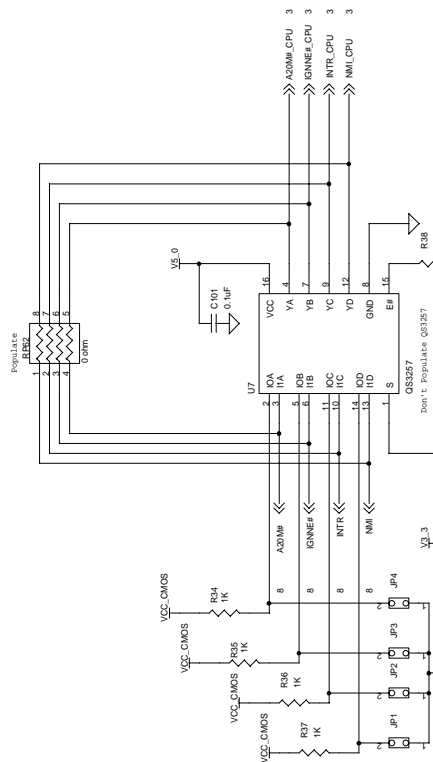 A20M#_CPU 3
IGNNE#_CPU 3
INTR_CPU 3
NMI_CPU 3
Populate
RP62
8
7
6
5
1
2
3
4
0 ohm
V5_0
C101
0.1uF
R38
16
4
7
9
12
8
15
VCC
YA
YB
YC
YD
GND
E#
U7
QS3257
Don't Populate QS3257
IOA
I1A
IOB
I1B
IOC
I1C
IOD
I1D
S
2
3
5
6
11
10
14
13
1
A20M# 8
IGNNE# 8
INTR 8
NMI 8
V3_3
VCC_CMOS
R34
1K
VCC_CMOS
R35
1K
VCC_CMOS
R36
1K
VCC_CMOS
R37
1K
JP4
2
1
JP3
2
1
JP2
2
1
JP1
2
1